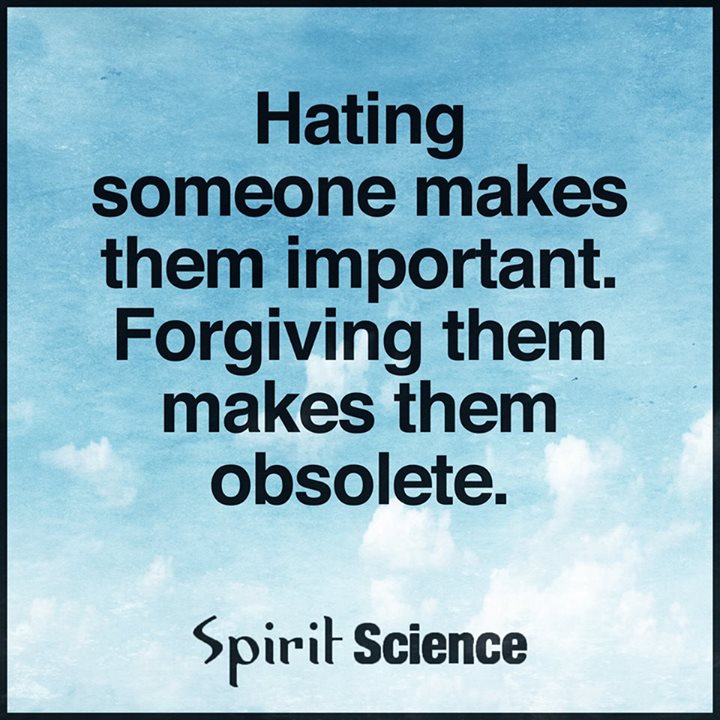 Hating
someone makes
them important.
Forgiving them
makes them
obsolete.
Spirit Science